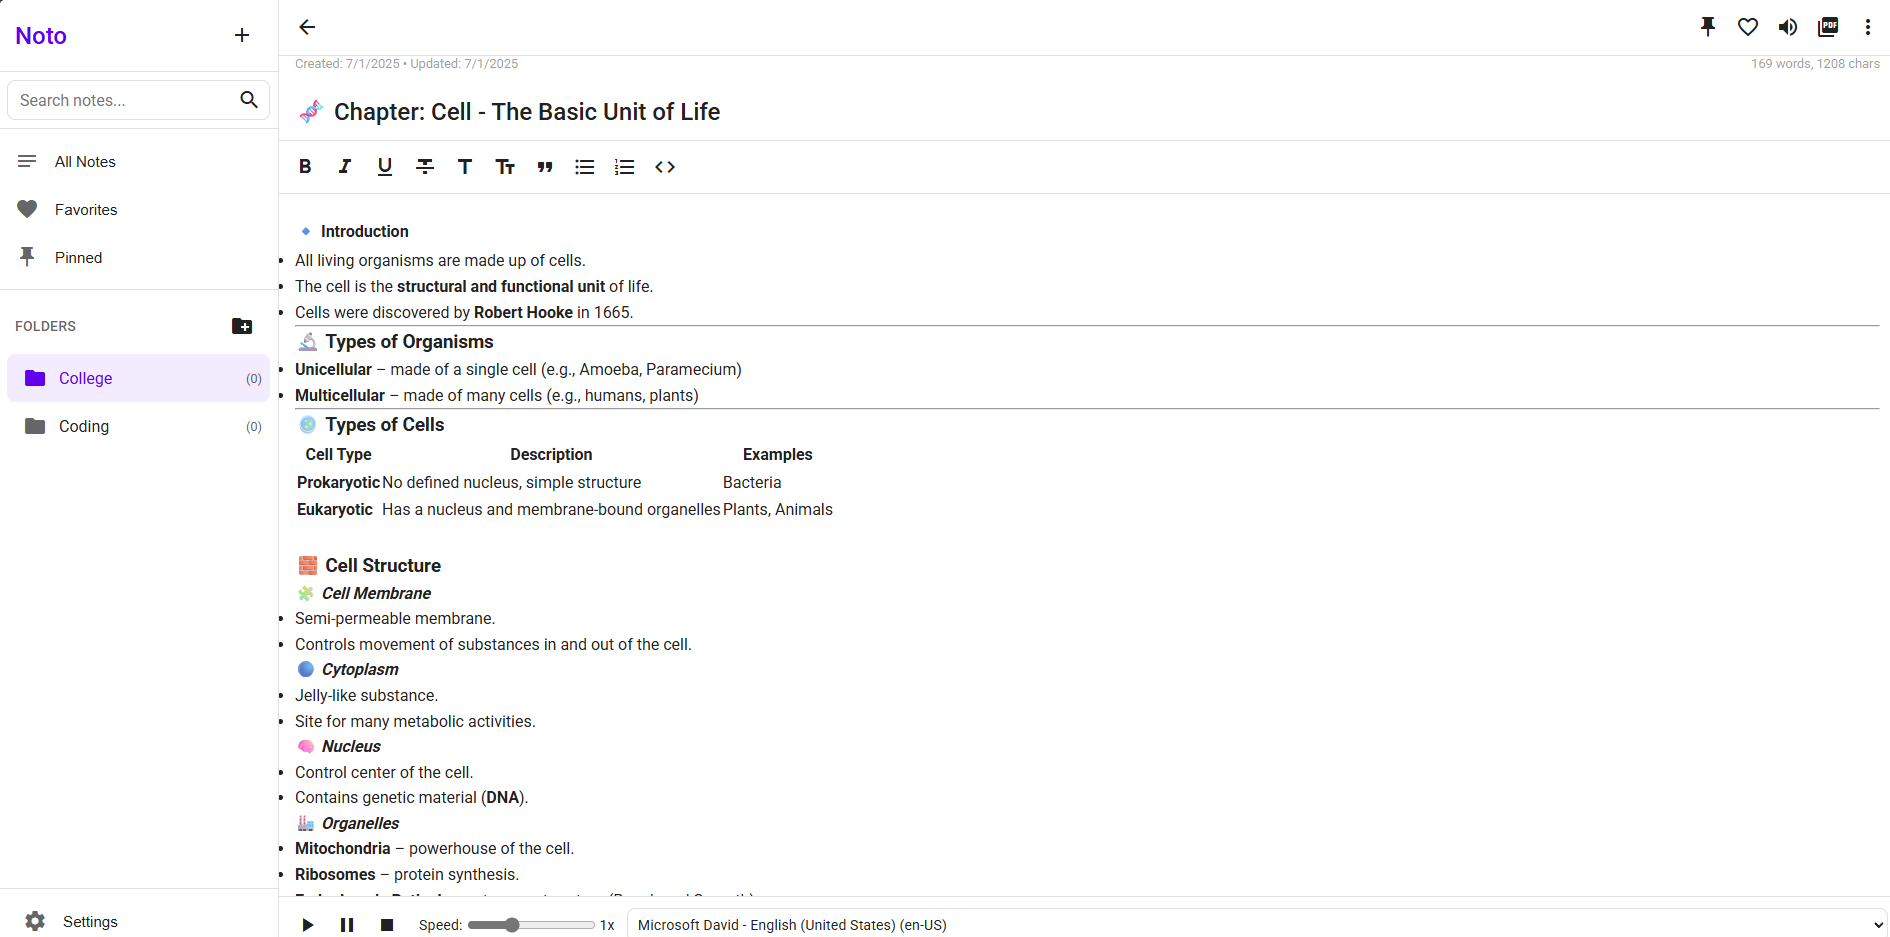 Noto
Search notes...
All Notes
Favorites
Pinned
FOLDERS
College (0)
Coding (0)
Settings
Created: 7/1/2025 • Updated: 7/1/2025
169 words, 1208 chars
Chapter: Cell - The Basic Unit of Life
Introduction
All living organisms are made up of cells.
The cell is the structural and functional unit of life.
Cells were discovered by Robert Hooke in 1665.
Types of Organisms
Unicellular – made of a single cell (e.g., Amoeba, Paramecium)
Multicellular – made of many cells (e.g., humans, plants)
Types of Cells
Cell Type Description Examples
Prokaryotic No defined nucleus, simple structure Bacteria
Eukaryotic Has a nucleus and membrane-bound organelles Plants, Animals
Cell Structure
Cell Membrane
Semi-permeable membrane.
Controls movement of substances in and out of the cell.
Cytoplasm
Jelly-like substance.
Site for many metabolic activities.
Nucleus
Control center of the cell.
Contains genetic material (DNA).
Organelles
Mitochondria – powerhouse of the cell.
Ribosomes – protein synthesis.
Speed: 1x
Microsoft David - English (United States) (en-US)